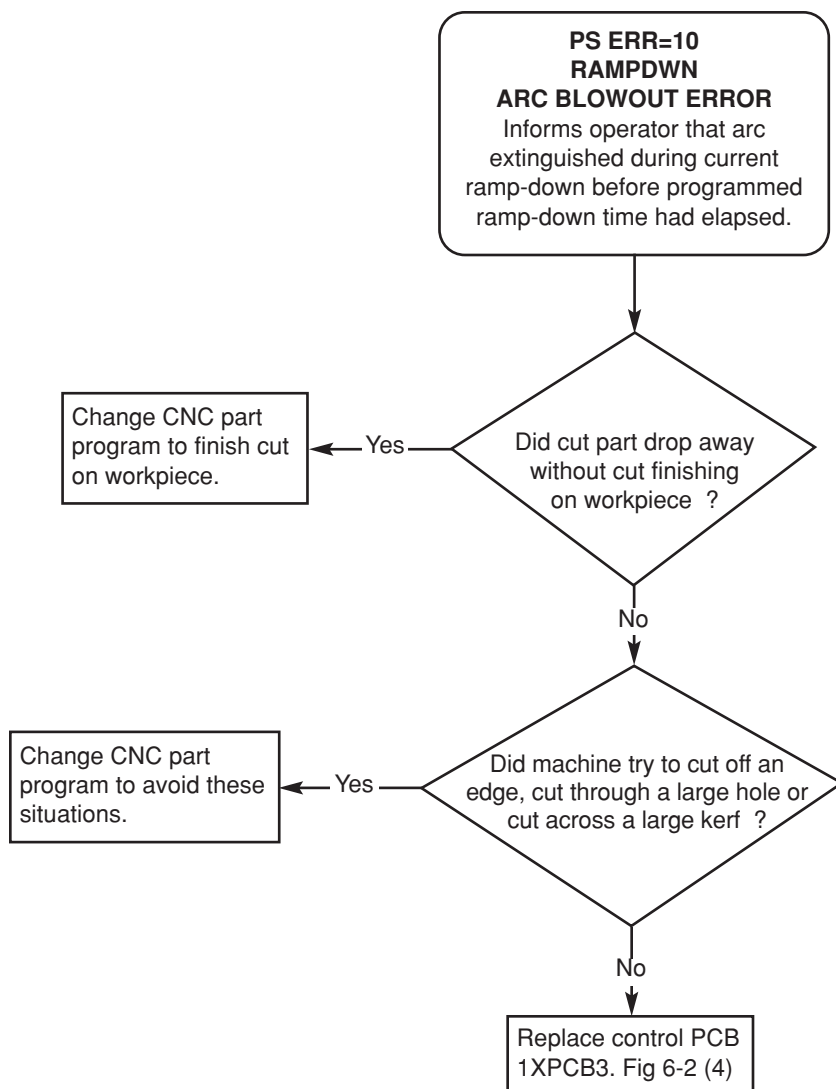 PS ERR=10
RAMPDWN
ARC BLOWOUT ERROR
Informs operator that arc
extinguished during current
ramp-down before programmed
ramp-down time had elapsed.
Did cut part drop away
without cut finishing
on workpiece ?
Yes
Change CNC part
program to finish cut
on workpiece.
No
Did machine try to cut off an
edge, cut through a large hole or
cut across a large kerf ?
Yes
Change CNC part
program to avoid these
situations.
No
Replace control PCB
1XPCB3. Fig 6-2 (4)